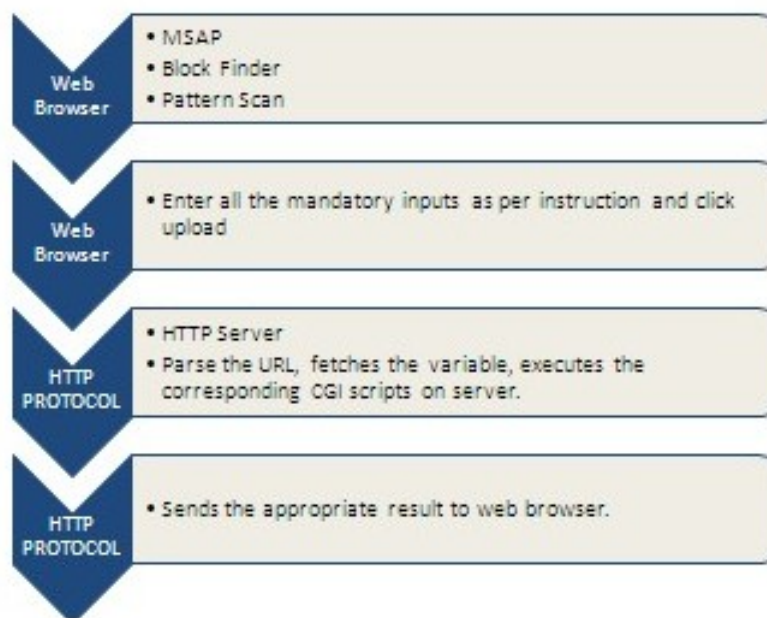 Web
Browser
• MSAP
• Block Finder
• Pattern Scan
Web
Browser
• Enter all the mandatory inputs as per instruction and click
upload
HTTP
PROTOCOL
• HTTP Server
• Parse the URL, fetches the variable, executes the
corresponding CGI scripts on server.
HTTP
PROTOCOL
• Sends the appropriate result to web browser.